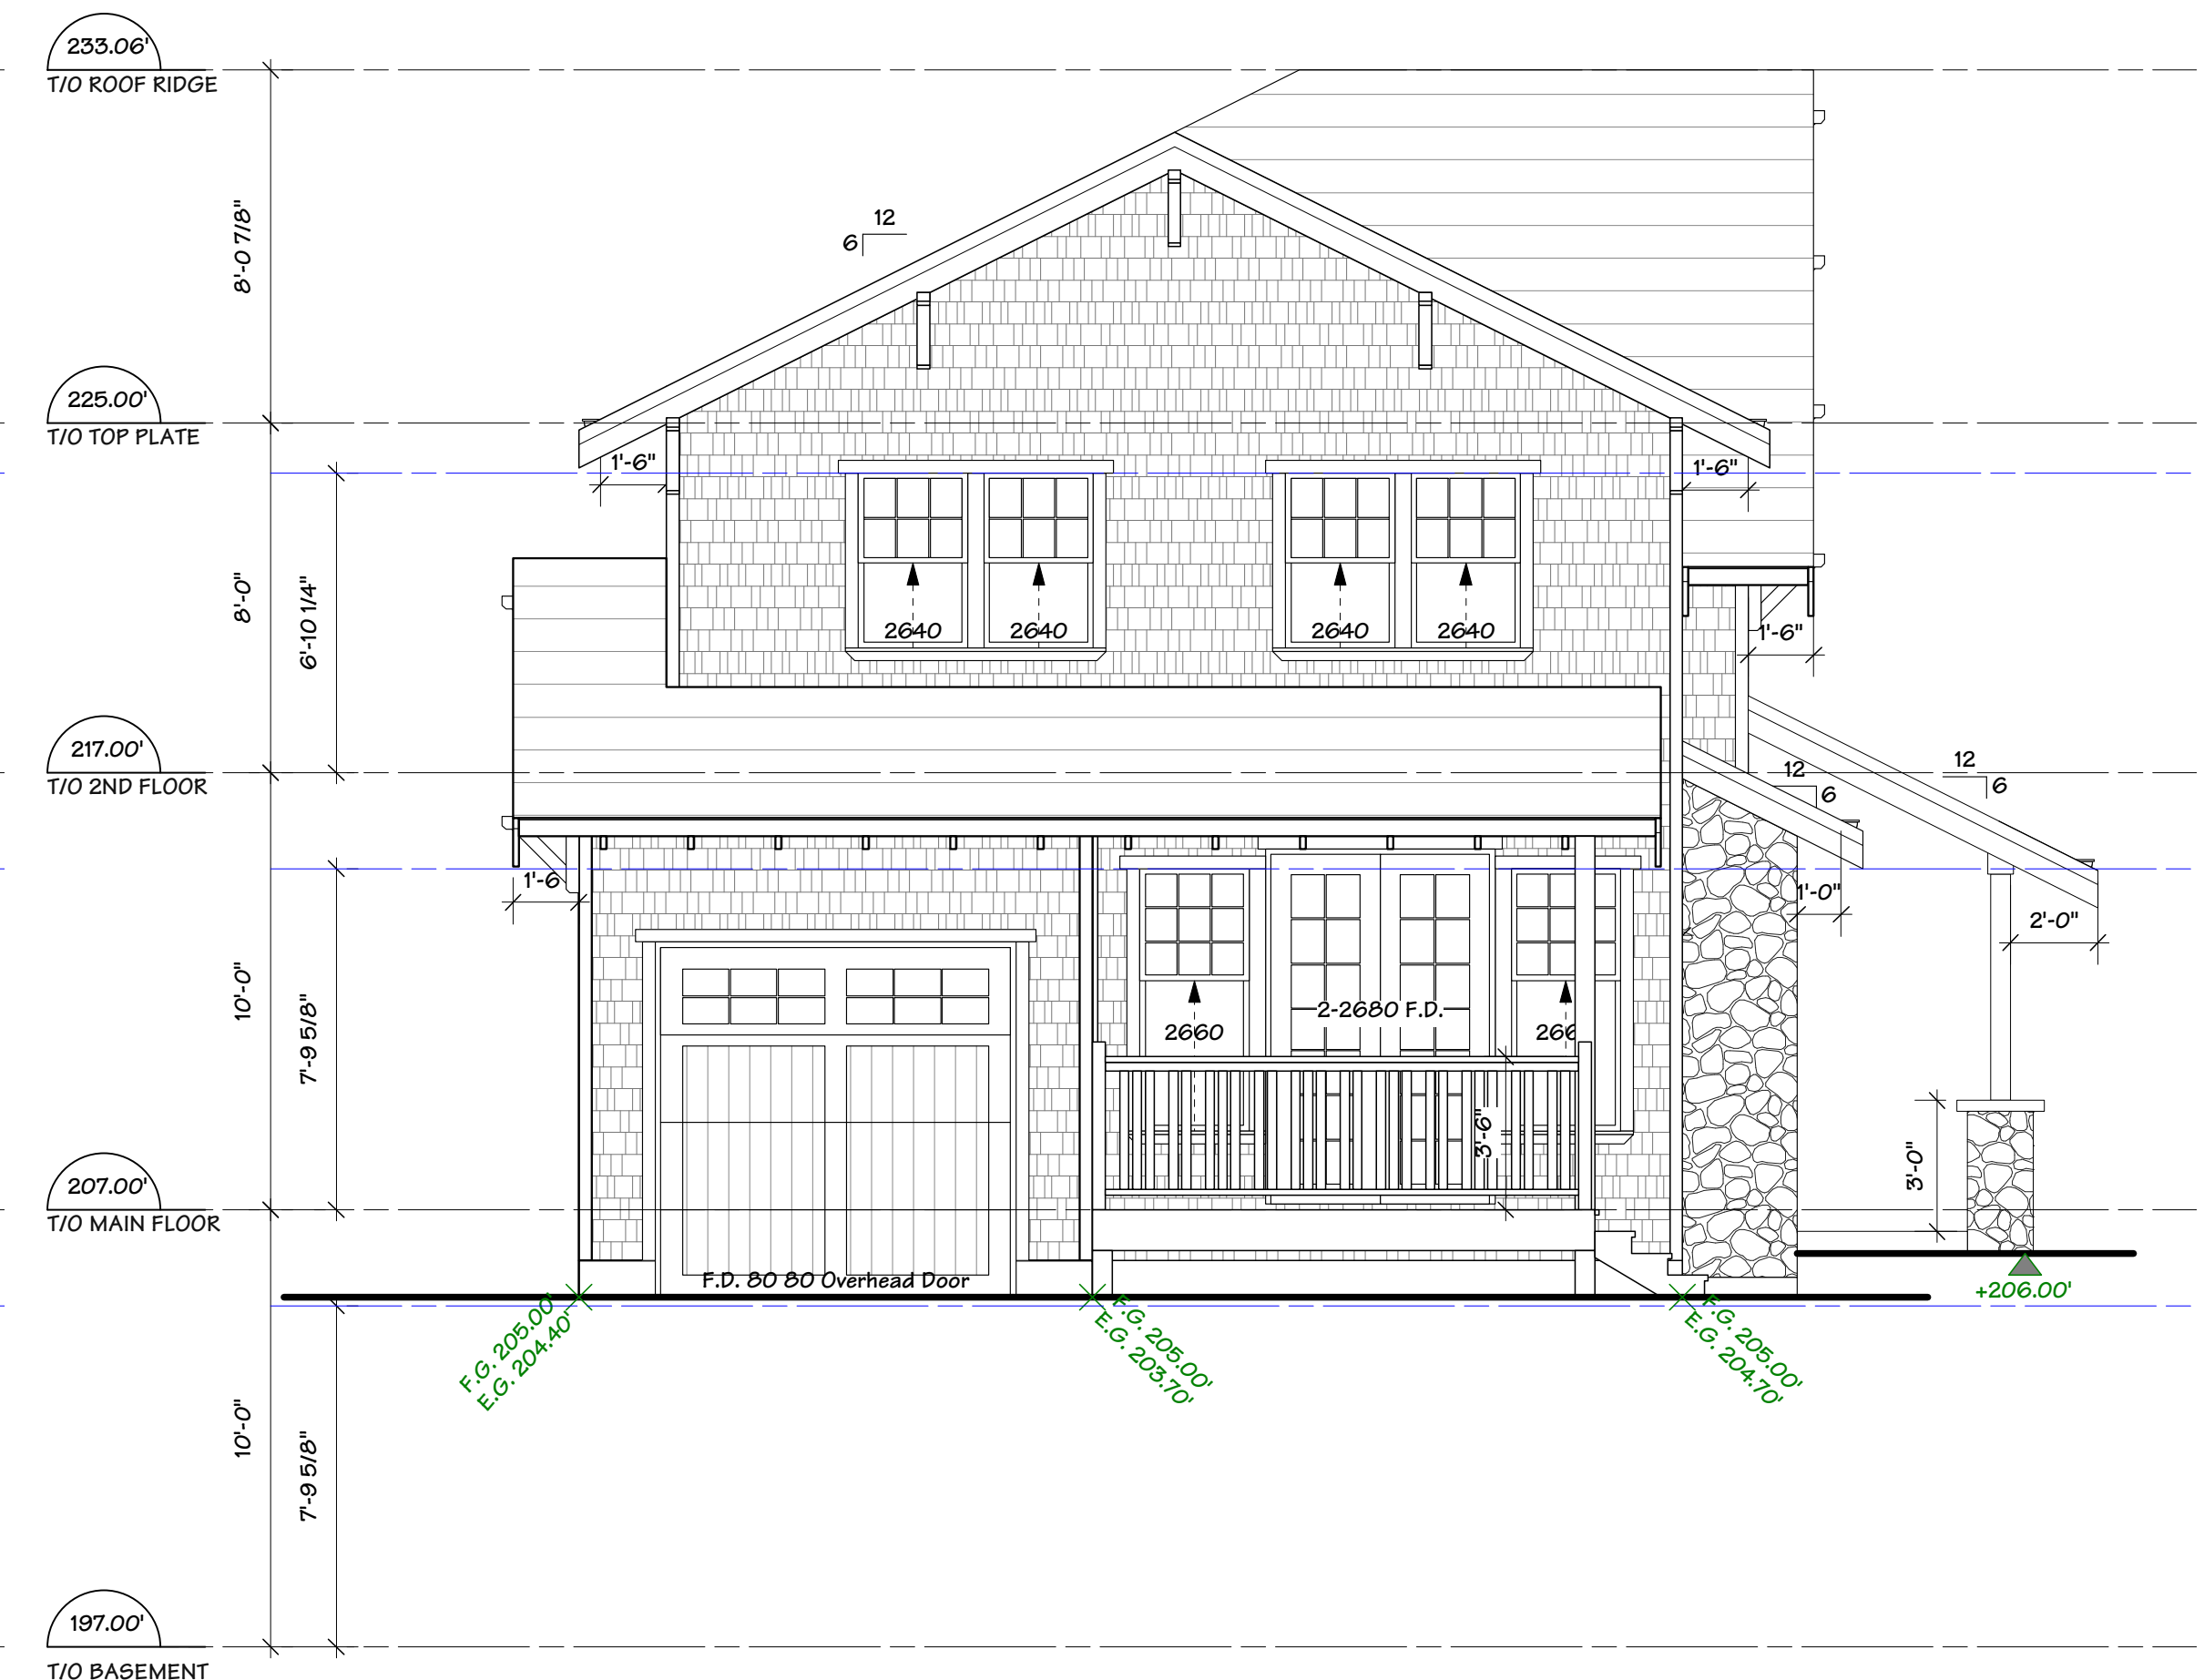 233.06'
T/O ROOF RIDGE
8'-0 7/8"
12
6
225.00'
T/O TOP PLATE
1'-6"
1'-6"
8'-0"
6'-10 1/4"
2640
2640
2640
2640
1'-6"
217.00'
T/O 2ND FLOOR
12
6
12
6
1'-6
1'-0"
2'-0"
10'-0"
7'-9 5/8"
2-2680 F.D.
2660
266
3'-6"
3'-0"
207.00'
T/O MAIN FLOOR
F.D. 80 80 Overhead Door
+206.00'
F.G. 205.00'
E.G. 204.40'
F.G. 205.00'
E.G. 203.70'
F.G. 205.00'
E.G. 204.70'
10'-0"
7'-9 5/8"
197.00'
T/O BASEMENT